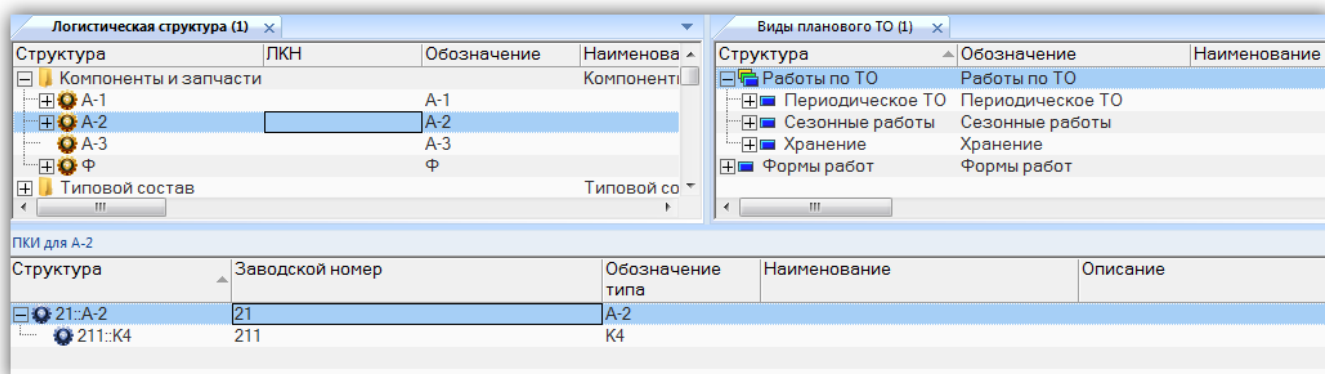 Логистическая структура (1)
Структура ЛКН Обозначение Наименова
Компоненты и запчасти Компонент
А-1 А-1
А-2 А-2
А-3 А-3
Ф Ф
Типовой состав Типовой со
Виды планового ТО (1)
Структура Обозначение Наименование
Работы по ТО Работы по ТО
Периодическое ТО Периодическое ТО
Сезонные работы Сезонные работы
Хранение Хранение
Формы работ Формы работ
ПКИ для А-2
Структура Заводской номер Обозначение типа Наименование Описание
21::А-2 21 А-2
211::К4 211 К4